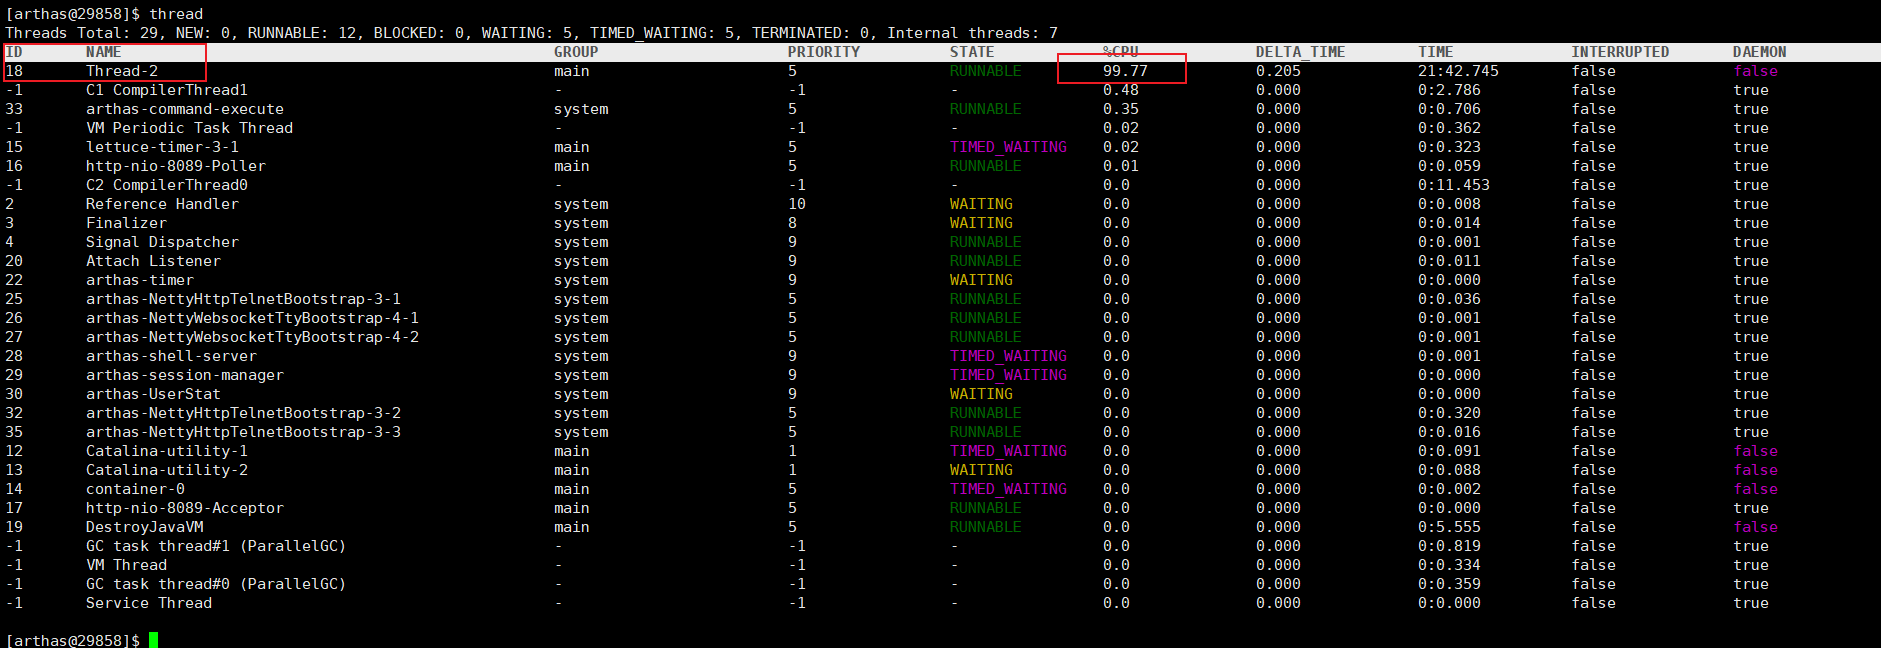 [arthas@29858]$ thread
Threads Total: 29, NEW: 0, RUNNABLE: 12, BLOCKED: 0, WAITING: 5, TIMED_WAITING: 5, TERMINATED: 0, Internal threads: 7
ID NAME GROUP PRIORITY STATE %CPU DELTA_TIME TIME INTERRUPTED DAEMON
18 Thread-2 main 5 RUNNABLE 99.77 0.205 21:42.745 false false
-1 C1 CompilerThread1 - -1 - 0.48 0.000 0:2.786 false true
33 arthas-command-execute system 5 RUNNABLE 0.35 0.000 0:0.706 false true
-1 VM Periodic Task Thread - -1 - 0.02 0.000 0:0.362 false true
15 lettuce-timer-3-1 main 5 TIMED_WAITING 0.02 0.000 0:0.323 false true
16 http-nio-8089-Poller main 5 RUNNABLE 0.01 0.000 0:0.059 false true
-1 C2 CompilerThread0 - -1 - 0.0 0.000 0:11.453 false true
2 Reference Handler system 10 WAITING 0.0 0.000 0:0.008 false true
3 Finalizer system 8 WAITING 0.0 0.000 0:0.014 false true
4 Signal Dispatcher system 9 RUNNABLE 0.0 0.000 0:0.001 false true
20 Attach Listener system 9 RUNNABLE 0.0 0.000 0:0.011 false true
22 arthas-timer system 9 WAITING 0.0 0.000 0:0.000 false true
25 arthas-NettyHttpTelnetBootstrap-3-1 system 5 RUNNABLE 0.0 0.000 0:0.036 false true
26 arthas-NettyWebsocketTtyBootstrap-4-1 system 5 RUNNABLE 0.0 0.000 0:0.001 false true
27 arthas-NettyWebsocketTtyBootstrap-4-2 system 5 RUNNABLE 0.0 0.000 0:0.001 false true
28 arthas-shell-server system 9 TIMED_WAITING 0.0 0.000 0:0.001 false true
29 arthas-session-manager system 9 TIMED_WAITING 0.0 0.000 0:0.000 false true
30 arthas-UserStat system 9 WAITING 0.0 0.000 0:0.000 false true
32 arthas-NettyHttpTelnetBootstrap-3-2 system 5 RUNNABLE 0.0 0.000 0:0.320 false true
35 arthas-NettyHttpTelnetBootstrap-3-3 system 5 RUNNABLE 0.0 0.000 0:0.016 false true
12 Catalina-utility-1 main 1 TIMED_WAITING 0.0 0.000 0:0.091 false false
13 Catalina-utility-2 main 1 WAITING 0.0 0.000 0:0.088 false false
14 container-0 main 5 TIMED_WAITING 0.0 0.000 0:0.002 false false
17 http-nio-8089-Acceptor main 5 RUNNABLE 0.0 0.000 0:0.000 false true
19 DestroyJavaVM main 5 RUNNABLE 0.0 0.000 0:5.555 false false
-1 GC task thread#1 (ParallelGC) - -1 - 0.0 0.000 0:0.819 false true
-1 VM Thread - -1 - 0.0 0.000 0:0.334 false true
-1 GC task thread#0 (ParallelGC) - -1 - 0.0 0.000 0:0.359 false true
-1 Service Thread - -1 - 0.0 0.000 0:0.000 false true
[arthas@29858]$